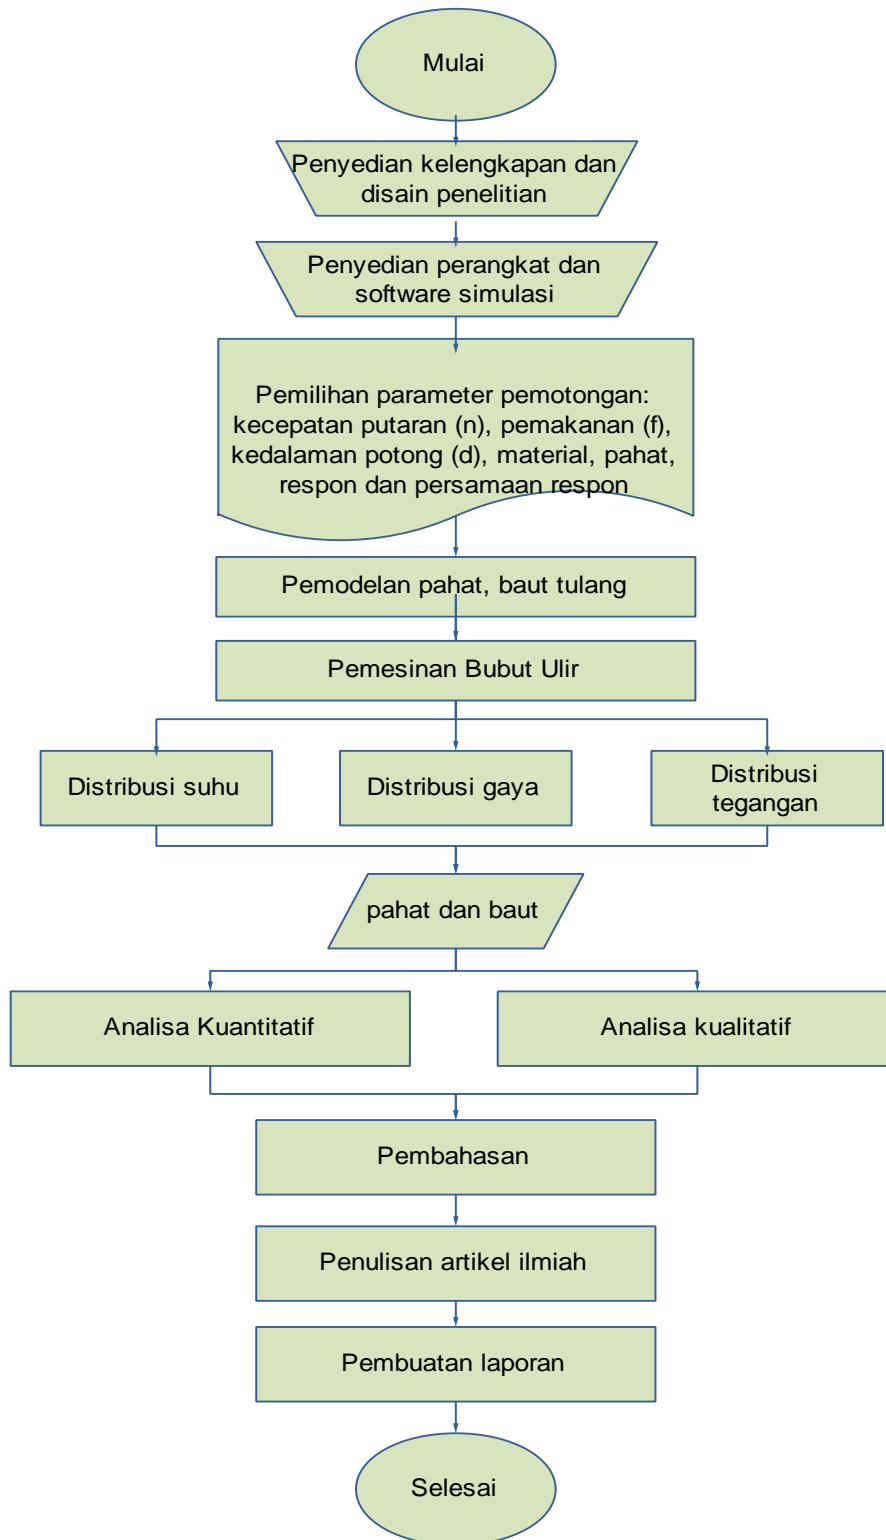 Mulai
Penyedian kelengkapan dan
disain penelitian
Penyedian perangkat dan
software simulasi
Pemilihan parameter pemotongan:
kecepatan putaran (n), pemakanan (f),
kedalaman potong (d), material, pahat,
respon dan persamaan respon
Pemodelan pahat, baut tulang
Pemesinan Bubut Ulir
Distribusi suhu
Distribusi gaya
Distribusi
tegangan
pahat dan baut
Analisa Kuantitatif
Analisa kualitatif
Pembahasan
Penulisan artikel ilmiah
Pembuatan laporan
Selesai